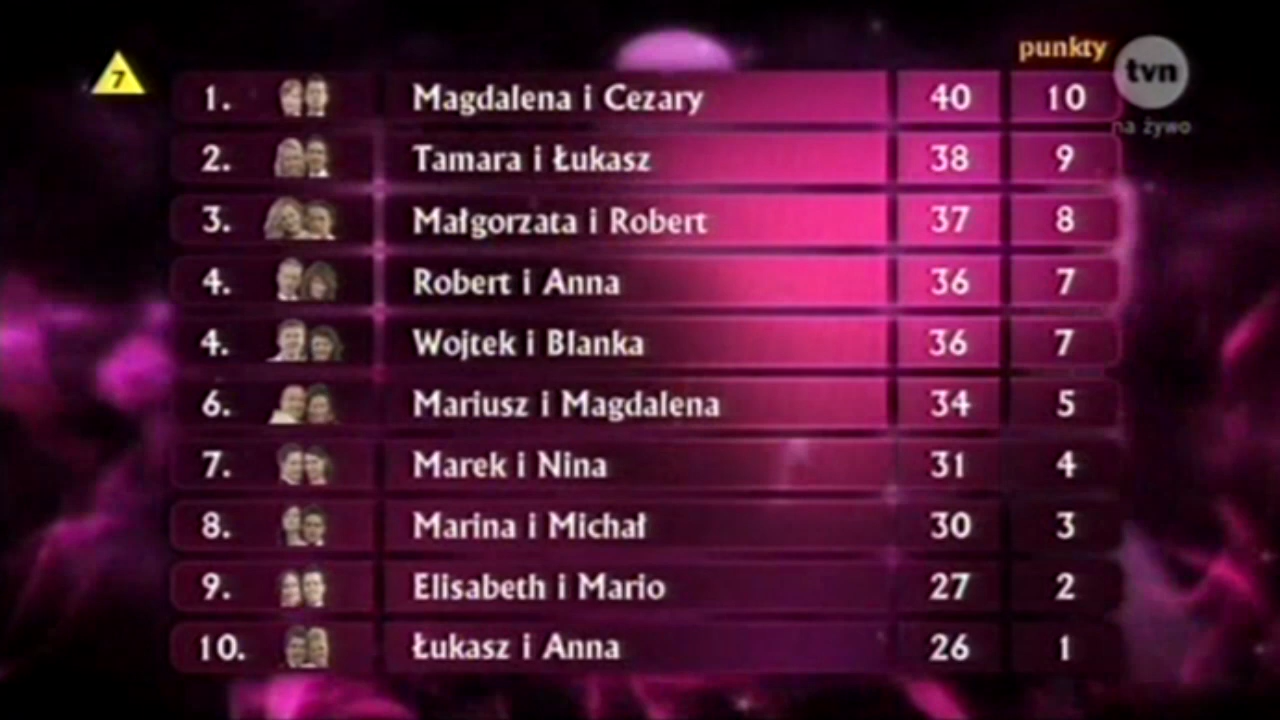 punkty
7
tvn
na żywo
1. Magdalena i Cezary 40 10
2. Tamara i Łukasz 38 9
3. Małgorzata i Robert 37 8
4. Robert i Anna 36 7
4. Wojtek i Blanka 36 7
6. Mariusz i Magdalena 34 5
7. Marek i Nina 31 4
8. Marina i Michał 30 3
9. Elisabeth i Mario 27 2
10. Łukasz i Anna 26 1